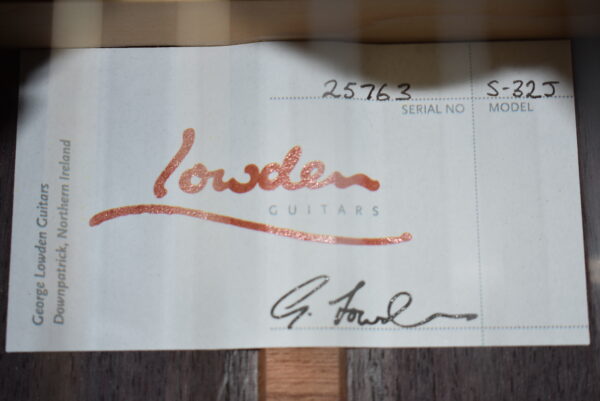 25763 S-32J
SERIAL NO MODEL
Lowden
GUITARS
G. Lowden
George Lowden Guitars
Downpatrick, Northern Ireland